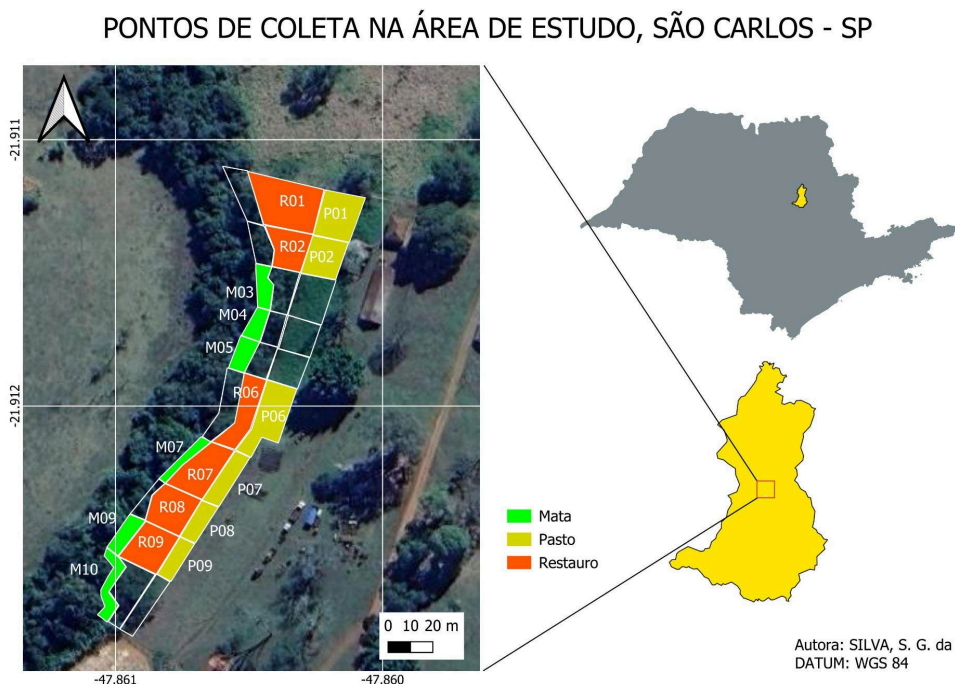 PONTOS DE COLETA NA ÁREA DE ESTUDO, SÃO CARLOS - SP
-21.911
R01
P01
R02
P02
M03
M04
M05
R06
P06
-21.912
M07
R07
P07
R08
P08
M09
R09
P09
M10
0 10 20 m
-47.861
-47.860
Mata
Pasto
Restauro
Autora: SILVA, S. G. da
DATUM: WGS 84